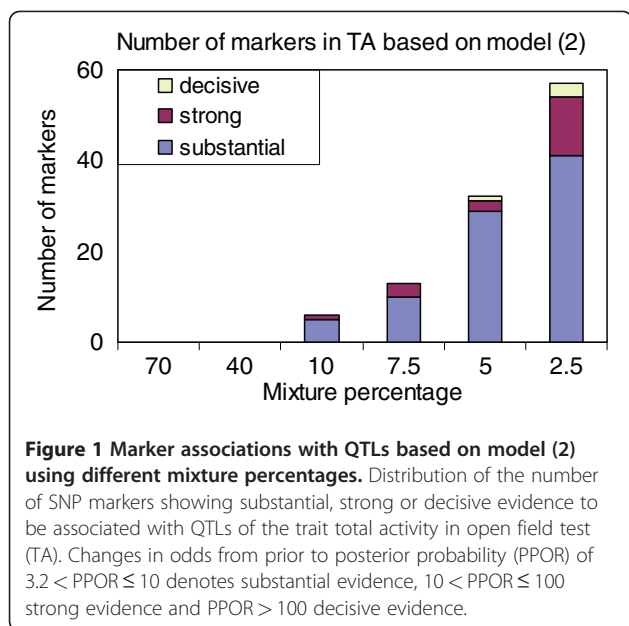 Number of markers in TA based on model (2)
60
40
20
0
Number of markers
decisive
strong
substantial
70 40 10 7.5 5 2.5
Mixture percentage
Figure 1 Marker associations with QTLs based on model (2)
using different mixture percentages. Distribution of the number
of SNP markers showing substantial, strong or decisive evidence to
be associated with QTLs of the trait total activity in open field test
(TA). Changes in odds from prior to posterior probability (PPOR) of
3.2 < PPOR ≤ 10 denotes substantial evidence, 10 < PPOR ≤ 100
strong evidence and PPOR > 100 decisive evidence.